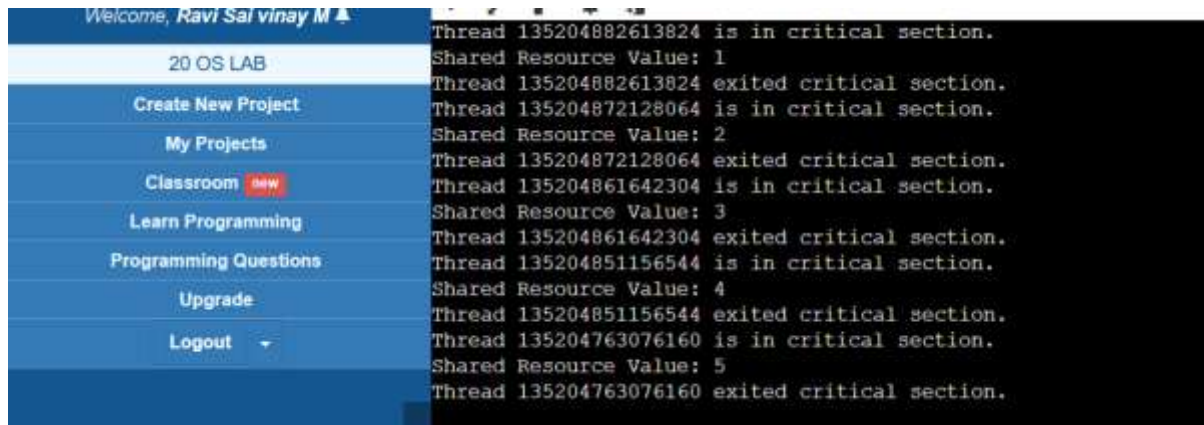 Welcome, Ravi Sai vinay M
20 OS LAB
Create New Project
My Projects
Classroom new
Learn Programming
Programming Questions
Upgrade
Logout
Thread 135204882613824 is in critical section.
Shared Resource Value: 1
Thread 135204882613824 exited critical section.
Thread 135204872128064 is in critical section.
Shared Resource Value: 2
Thread 135204872128064 exited critical section.
Thread 135204861642304 is in critical section.
Shared Resource Value: 3
Thread 135204861642304 exited critical section.
Thread 135204851156544 is in critical section.
Shared Resource Value: 4
Thread 135204851156544 exited critical section.
Thread 135204763076160 is in critical section.
Shared Resource Value: 5
Thread 135204763076160 exited critical section.